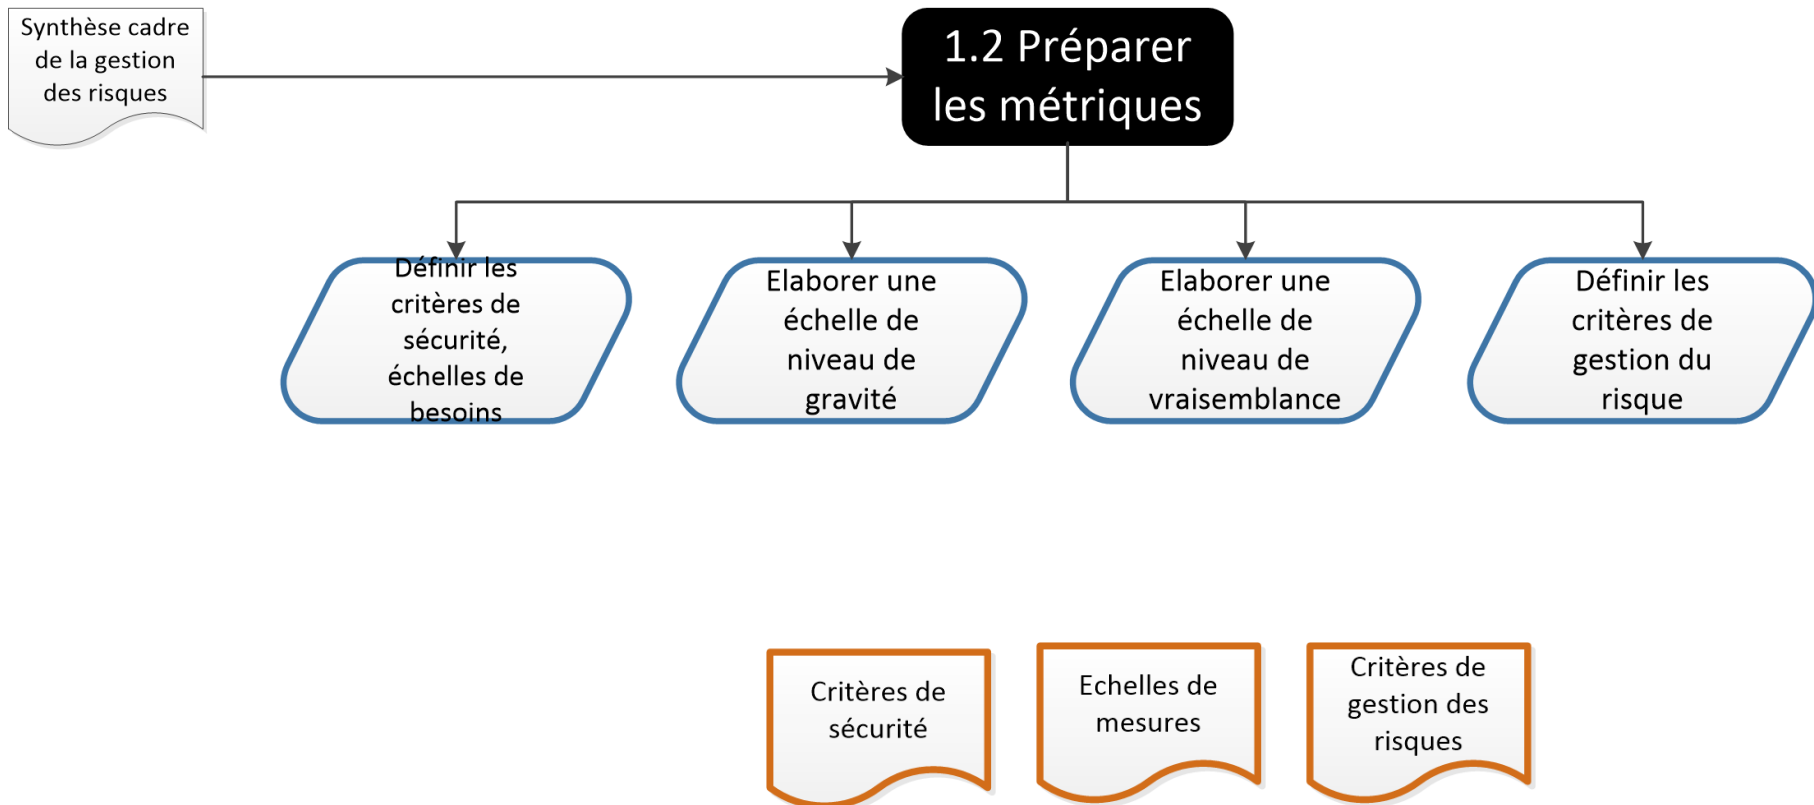 Synthèse cadre
de la gestion
des risques
1.2 Préparer
les métriques
Définir les
critères de
sécurité,
échelles de
besoins
Elaborer une
échelle de
niveau de
gravité
Elaborer une
échelle de
niveau de
vraisemblance
Définir les
critères de
gestion du
risque
Critères de
sécurité
Echelles de
mesures
Critères de
gestion des
risques